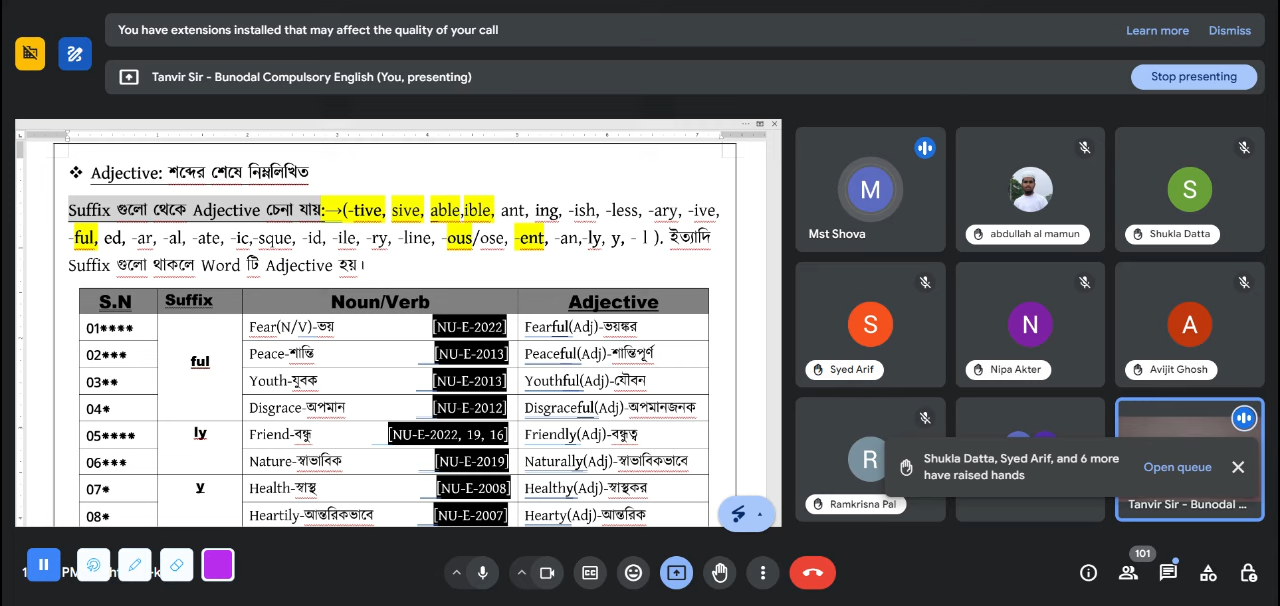 You have extensions installed that may affect the quality of your call
Learn more
Dismiss
Tanvir Sir - Bunodal Compulsory English (You, presenting)
Stop presenting
❖ Adjective: শব্দের শেষে নিম্নলিখিত
Suffix গুলো থেকে Adjective চেনা যায়:→(-tive, sive, able,ible, ant, ing, -ish, -less, -ary, -ive,
-ful, ed, -ar, -al, -ate, -ic,-sque, -id, -ile, -ry, -line, -ous/ose, -ent, -an,-ly, y, - l ). ইত্যাদি
Suffix গুলো থাকলে Word টি Adjective হয়।
S.N Suffix Noun/Verb Adjective
01**** Fear(N/V)-ভয় [NU-E-2022] Fearful(Adj)-ভয়ঙ্কর
02*** ful Peace-শান্তি [NU-E-2013] Peaceful(Adj)-শান্তিপূর্ণ
03** Youth-যুবক [NU-E-2013] Youthful(Adj)-যৌবন
04* Disgrace-অপমান [NU-E-2012] Disgraceful(Adj)-অপমানজনক
05**** ly Friend-বন্ধু [NU-E-2022, 19, 16] Friendly(Adj)-বন্ধুত্ব
06*** Nature-স্বাভাবিক [NU-E-2019] Naturally(Adj)-স্বাভাবিকভাবে
07* y Health-স্বাস্থ [NU-E-2008] Healthy(Adj)-স্বাস্থকর
08* Heartily-আন্তরিকভাবে [NU-E-2007] Hearty(Adj)-আন্তরিক
M
Mst Shova
abdullah al mamun
S
Shukla Datta
S
Syed Arif
N
Nipa Akter
A
Avijit Ghosh
R
Ramkrisna Pal
Shukla Datta, Syed Arif, and 6 more
have raised hands
Open queue
Tanvir Sir - Bunodal ...
101